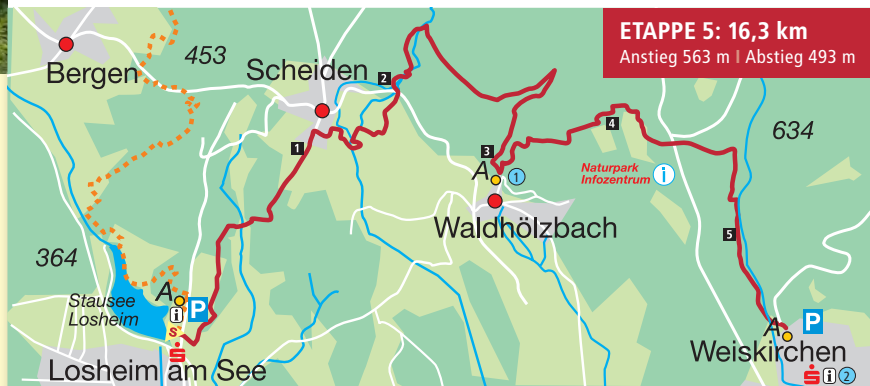 ETAPPE 5: 16,3 km
Anstieg 563 m | Abstieg 493 m
453
Bergen
Scheiden
2
1
3
4
634
A
1
Naturpark
Infozentrum
i
Waldhölzbach
5
364
Stausee
Losheim
A
P
i
S
Losheim am See
A
P
Weiskirchen
i
2